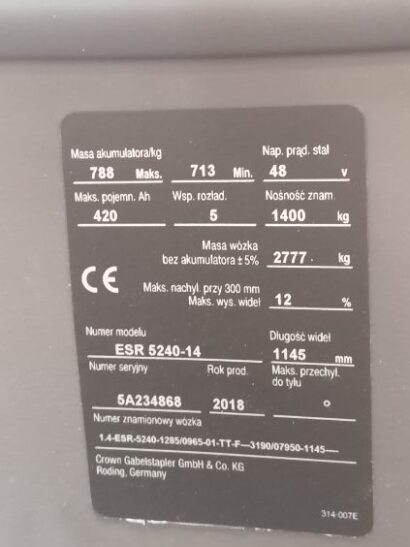 Masa akumulatora/kg Nap. prąd. stal
788 Maks. 713 Min. 48 V
Maks. pojemn. Ah Wsp. rozład. Nośność znam.
420 5 1400 kg
Masa wózka
bez akumulatora ± 5% 2777 kg
CE
Maks. nachyl. przy 300 mm
Maks. wys. wideł 12 %
Numer modelu Długość wideł
ESR 5240-14 1145 mm
Numer seryjny Rok prod. Maks. przechył.
do tyłu
5A234868 2018 °
Numer znamionowy wózka
1.4-ESR-5240-1285/0965-01-TT-F---3190/07950-1145----
Crown Gabelstapler GmbH & Co. KG
Roding, Germany
314-007E